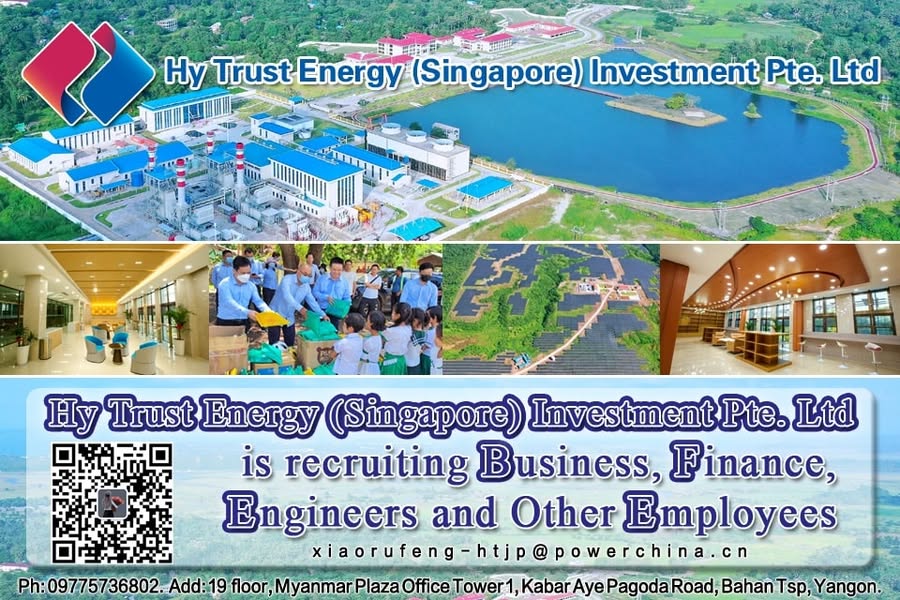 Hy Trust Energy (Singapore) Investment Pte. Ltd
Hy Trust Energy (Singapore) Investment Pte. Ltd
is recruiting Business, Finance,
Engineers and Other Employees
xiaorufeng-htjp@powerchina.cn
Ph: 09775736802. Add: 19 floor, Myanmar Plaza Office Tower 1, Kabar Aye Pagoda Road, Bahan Tsp, Yangon.